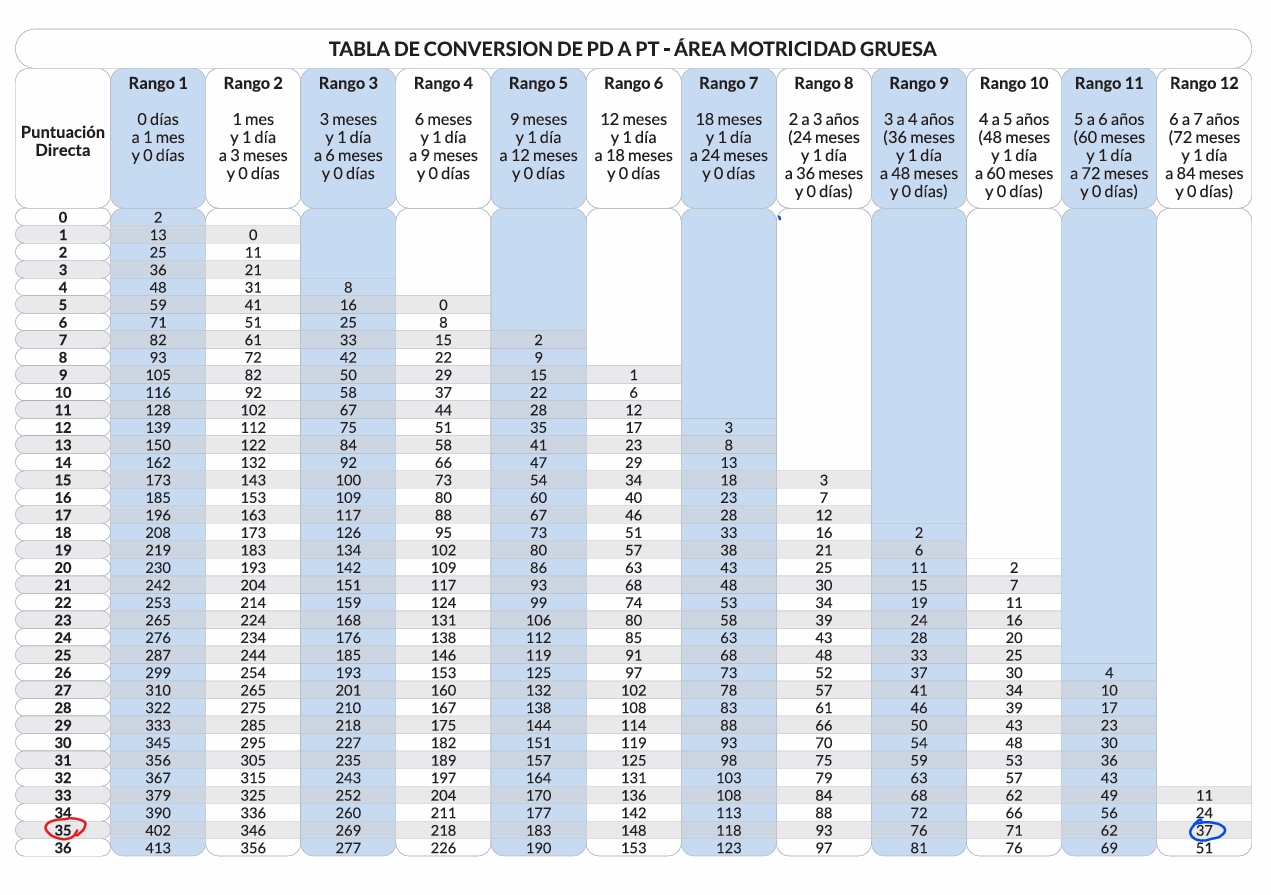 TABLA DE CONVERSION DE PD A PT - ÁREA MOTRICIDAD GRUESA
Puntuación
Directa
Rango 1
0 días
a 1 mes
y 0 días
Rango 2
1 mes
y 1 día
a 3 meses
y 0 días
Rango 3
3 meses
y 1 día
a 6 meses
y 0 días
Rango 4
6 meses
y 1 día
a 9 meses
y 0 días
Rango 5
9 meses
y 1 día
a 12 meses
y 0 días
Rango 6
12 meses
y 1 día
a 18 meses
y 0 días
Rango 7
18 meses
y 1 día
a 24 meses
y 0 días
Rango 8
2 a 3 años
(24 meses
y 1 día
a 36 meses
y 0 días)
Rango 9
3 a 4 años
(36 meses
y 1 día
a 48 meses
y 0 días)
Rango 10
4 a 5 años
(48 meses
y 1 día
a 60 meses
y 0 días)
Rango 11
5 a 6 años
(60 meses
y 1 día
a 72 meses
y 0 días)
Rango 12
6 a 7 años
(72 meses
y 1 día
a 84 meses
y 0 días)
0 2
1 13 0
2 25 11
3 36 21
4 48 31 8
5 59 41 16 0
6 71 51 25 8
7 82 61 33 15 2
8 93 72 42 22 9
9 105 82 50 29 15 1
10 116 92 58 37 22 6
11 128 102 67 44 28 12
12 139 112 75 51 35 17 3
13 150 122 84 58 41 23 8
14 162 132 92 66 47 29 13
15 173 143 100 73 54 34 18 3
16 185 153 109 80 60 40 23 7
17 196 163 117 88 67 46 28 12
18 208 173 126 95 73 51 33 16 2
19 219 183 134 102 80 57 38 21 6
20 230 193 142 109 86 63 43 25 11 2
21 242 204 151 117 93 68 48 30 15 7
22 253 214 159 124 99 74 53 34 19 11
23 265 224 168 131 106 80 58 39 24 16
24 276 234 176 138 112 85 63 43 28 20
25 287 244 185 146 119 91 68 48 33 25
26 299 254 193 153 125 97 73 52 37 30 4
27 310 265 201 160 132 102 78 57 41 34 10
28 322 275 210 167 138 108 83 61 46 39 17
29 333 285 218 175 144 114 88 66 50 43 23
30 345 295 227 182 151 119 93 70 54 48 30
31 356 305 235 189 157 125 98 75 59 53 36
32 367 315 243 197 164 131 103 79 63 57 43
33 379 325 252 204 170 136 108 84 68 62 49 11
34 390 336 260 211 177 142 113 88 72 66 56 24
35 402 346 269 218 183 148 118 93 76 71 62 37
36 413 356 277 226 190 153 123 97 81 76 69 51